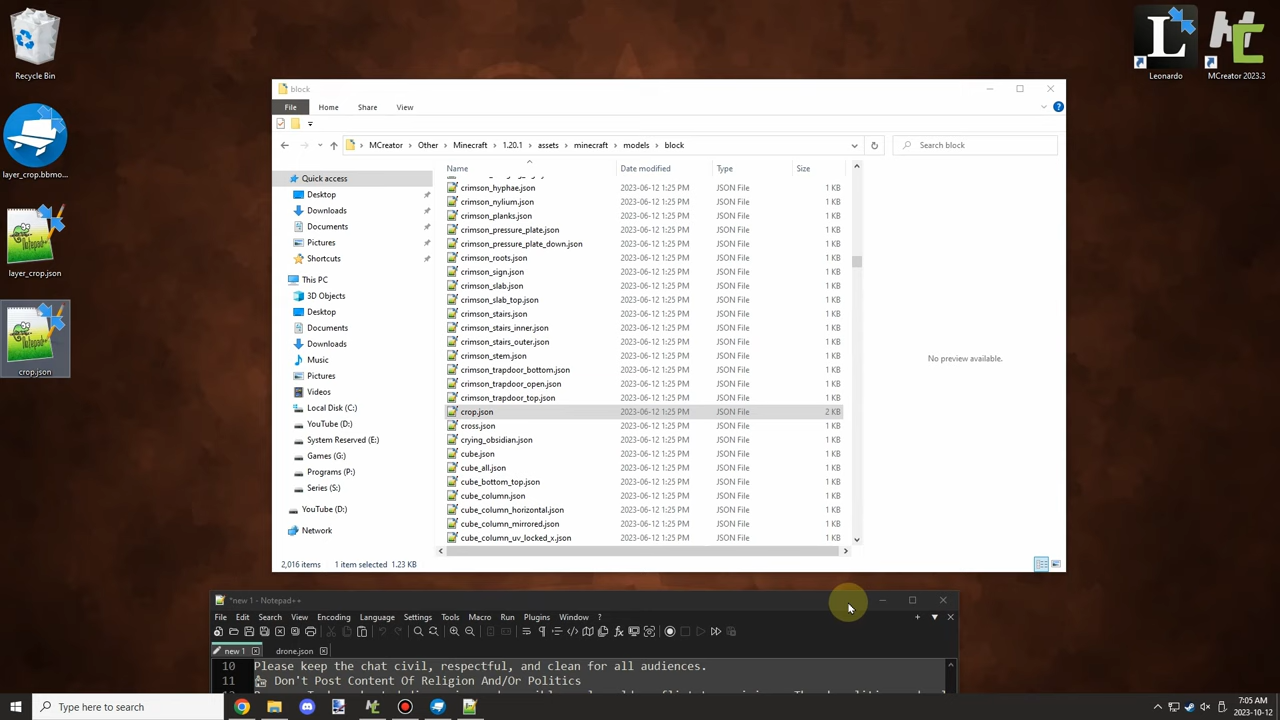 Recycle Bin
layer_crop.bbmo...
layer_crop.json
crop.json
Leonardo
MCreator 2023.3
block
File Home Share View
MCreator > Other > Minecraft > 1.20.1 > assets > minecraft > models > block
Search block
Name Date modified Type Size
Quick access
Desktop
Downloads
Documents
Pictures
Shortcuts
This PC
3D Objects
Desktop
Documents
Downloads
Music
Pictures
Videos
Local Disk (C:)
YouTube (D:)
System Reserved (E:)
Games (G:)
Programs (P:)
Series (S:)
YouTube (D:)
Network
crimson_hyphae.json 2023-06-12 1:25 PM JSON File 1 KB
crimson_nylium.json 2023-06-12 1:25 PM JSON File 1 KB
crimson_planks.json 2023-06-12 1:25 PM JSON File 1 KB
crimson_pressure_plate.json 2023-06-12 1:25 PM JSON File 1 KB
crimson_pressure_plate_down.json 2023-06-12 1:25 PM JSON File 1 KB
crimson_roots.json 2023-06-12 1:25 PM JSON File 1 KB
crimson_sign.json 2023-06-12 1:25 PM JSON File 1 KB
crimson_slab.json 2023-06-12 1:25 PM JSON File 1 KB
crimson_slab_top.json 2023-06-12 1:25 PM JSON File 1 KB
crimson_stairs.json 2023-06-12 1:25 PM JSON File 1 KB
crimson_stairs_inner.json 2023-06-12 1:25 PM JSON File 1 KB
crimson_stairs_outer.json 2023-06-12 1:25 PM JSON File 1 KB
crimson_stem.json 2023-06-12 1:25 PM JSON File 1 KB
crimson_trapdoor_bottom.json 2023-06-12 1:25 PM JSON File 1 KB
crimson_trapdoor_open.json 2023-06-12 1:25 PM JSON File 1 KB
crimson_trapdoor_top.json 2023-06-12 1:25 PM JSON File 1 KB
crop.json 2023-06-12 1:25 PM JSON File 2 KB
cross.json 2023-06-12 1:25 PM JSON File 1 KB
crying_obsidian.json 2023-06-12 1:25 PM JSON File 1 KB
cube.json 2023-06-12 1:25 PM JSON File 1 KB
cube_all.json 2023-06-12 1:25 PM JSON File 1 KB
cube_bottom_top.json 2023-06-12 1:25 PM JSON File 1 KB
cube_column.json 2023-06-12 1:25 PM JSON File 1 KB
cube_column_horizontal.json 2023-06-12 1:25 PM JSON File 1 KB
cube_column_mirrored.json 2023-06-12 1:25 PM JSON File 1 KB
cube_column_uv_locked_x.json 2023-06-12 1:25 PM JSON File 1 KB
No preview available.
2,016 items 1 item selected 1.23 KB
*new 1 - Notepad++
File Edit Search View Encoding Language Settings Tools Macro Run Plugins Window ?
new 1 drone.json
10 Please keep the chat civil, respectful, and clean for all audiences.
11 Don't Post Content Of Religion And/Or Politics
Type here to search
7:05 AM
2023-10-12